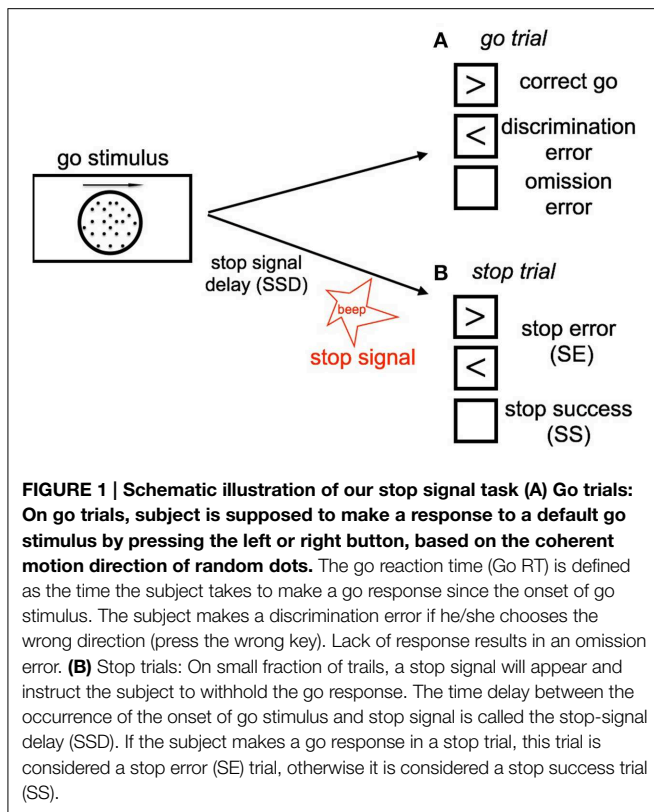 A go trial
> correct go
< discrimination
error
omission
error
go stimulus
stop signal
delay (SSD)
beep
stop signal
B stop trial
> stop error
(SE)
<
stop success
(SS)
FIGURE 1 | Schematic illustration of our stop signal task (A) Go trials:
On go trials, subject is supposed to make a response to a default go
stimulus by pressing the left or right button, based on the coherent
motion direction of random dots. The go reaction time (Go RT) is defined
as the time the subject takes to make a go response since the onset of go
stimulus. The subject makes a discrimination error if he/she chooses the
wrong direction (press the wrong key). Lack of response results in an omission
error. (B) Stop trials: On small fraction of trails, a stop signal will appear and
instruct the subject to withhold the go response. The time delay between the
occurrence of the onset of go stimulus and stop signal is called the stop-signal
delay (SSD). If the subject makes a go response in a stop trial, this trial is
considered a stop error (SE) trial, otherwise it is considered a stop success trial
(SS).